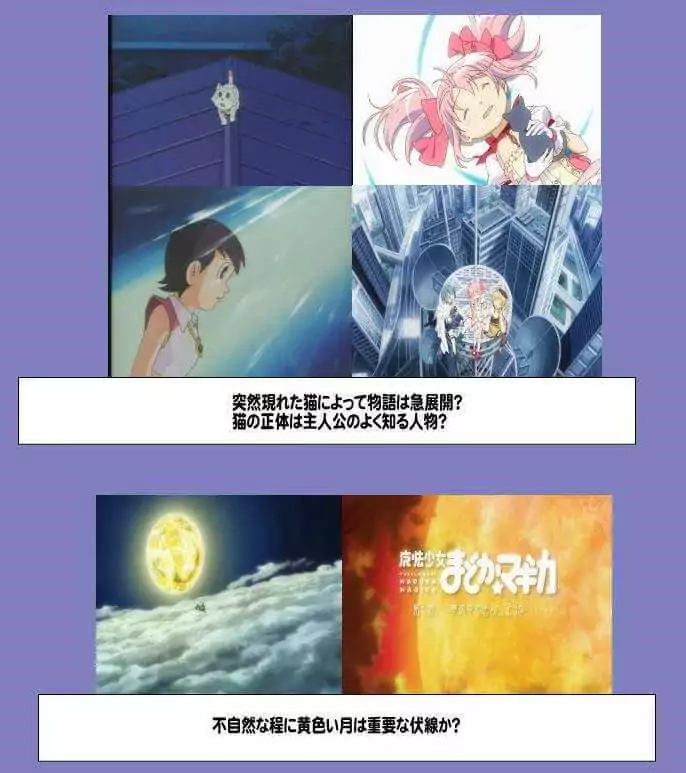 突然現れた猫によって物語は急展開?
猫の正体は主人公のよく知る人物?
魔法少女
まどか★マギカ
MADOKA
MAGICA
不自然な程に黄色い月は重要な伏線か?